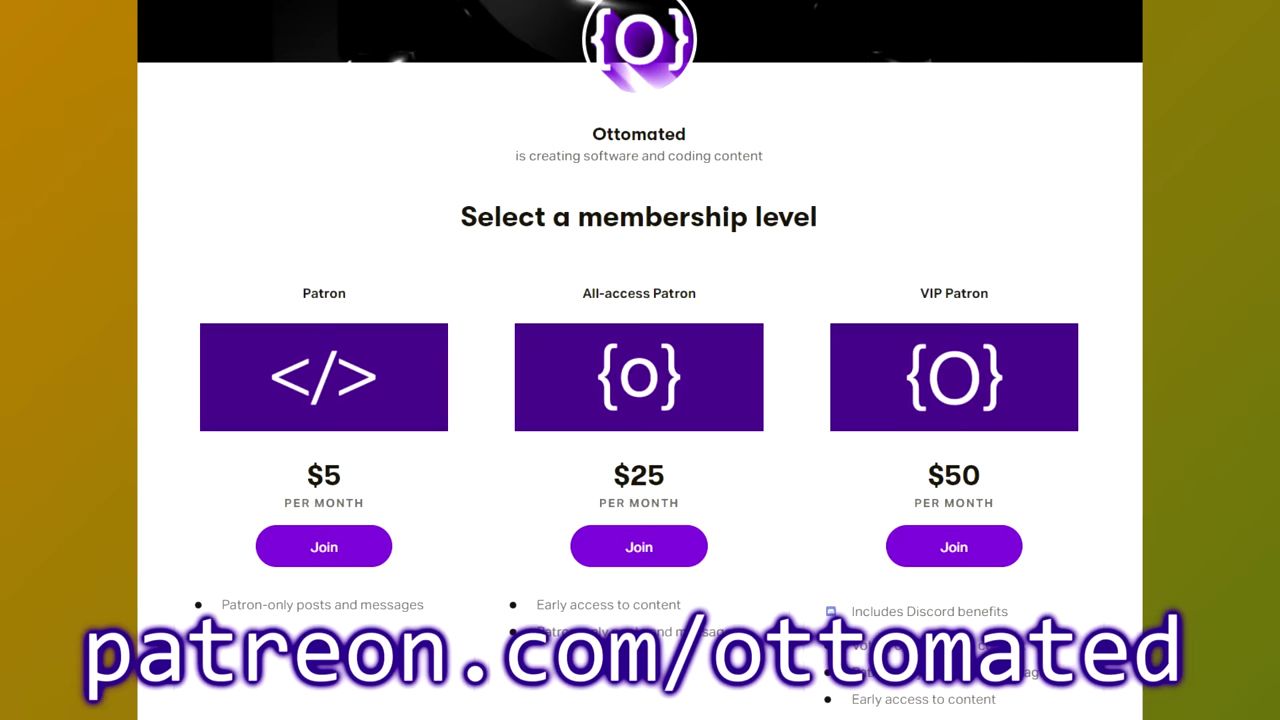 {O}
Ottomated
is creating software and coding content
Select a membership level
Patron
All-access Patron
VIP Patron
</>
{o}
{O}
$5
$25
$50
PER MONTH
PER MONTH
PER MONTH
Join
Join
Join
Patron-only posts and messages
Early access to content
Includes Discord benefits
patreon.com/ottomated
Early access to content